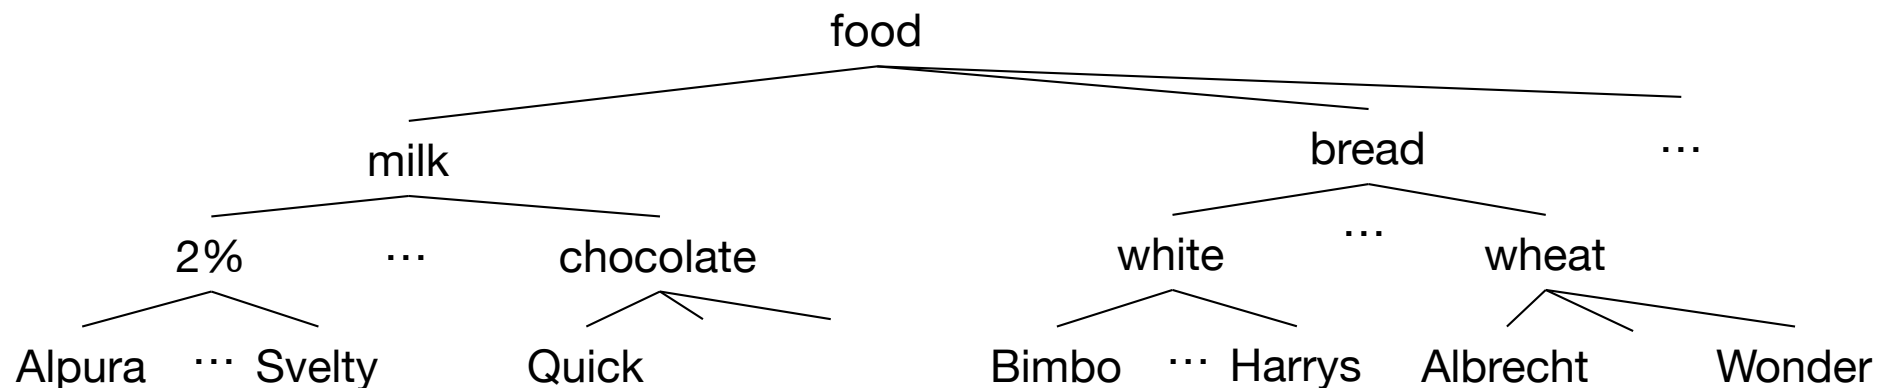 food
milk bread ...
2% ... chocolate white ... wheat
Alpura ... Svelty Quick Bimbo ... Harrys Albrecht Wonder